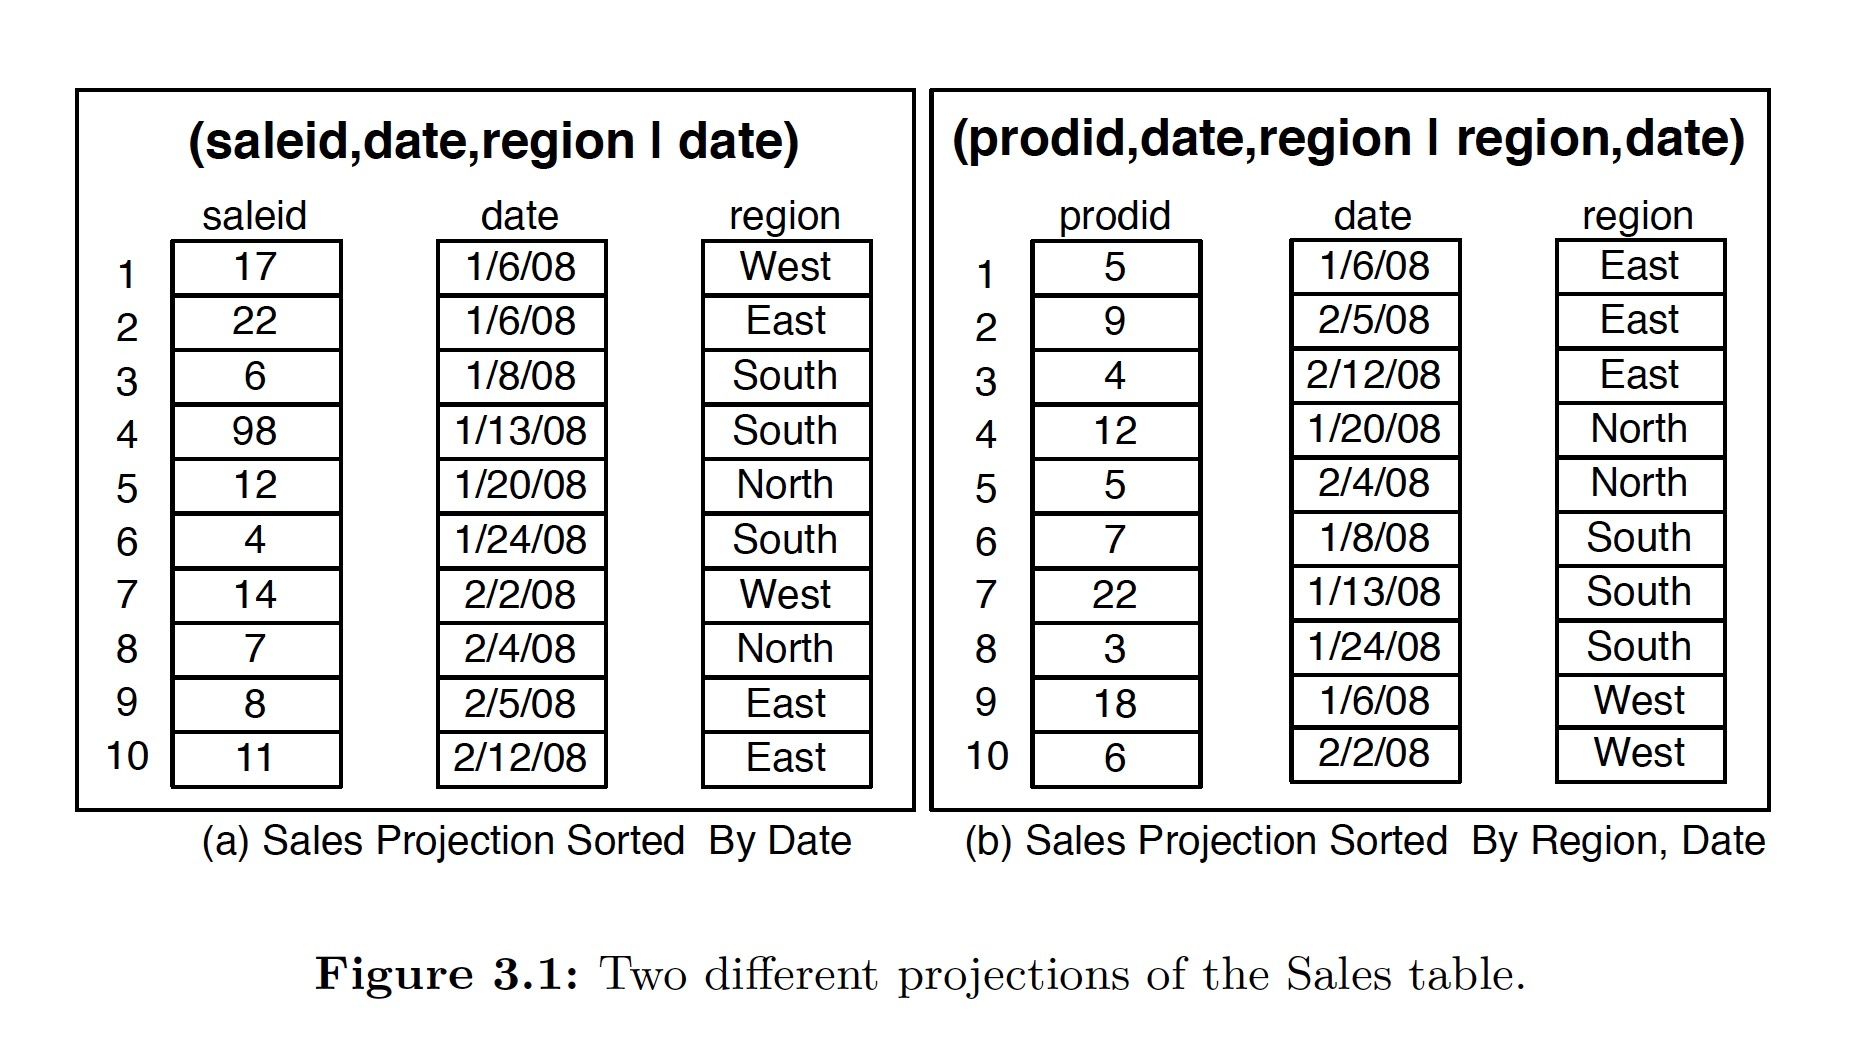 (saleid,date,region | date)
saleid date region
1 17 1/6/08 West
2 22 1/6/08 East
3 6 1/8/08 South
4 98 1/13/08 South
5 12 1/20/08 North
6 4 1/24/08 South
7 14 2/2/08 West
8 7 2/4/08 North
9 8 2/5/08 East
10 11 2/12/08 East
(a) Sales Projection Sorted By Date
(prodid,date,region | region,date)
prodid date region
1 5 1/6/08 East
2 9 2/5/08 East
3 4 2/12/08 East
4 12 1/20/08 North
5 5 2/4/08 North
6 7 1/8/08 South
7 22 1/13/08 South
8 3 1/24/08 South
9 18 1/6/08 West
10 6 2/2/08 West
(b) Sales Projection Sorted By Region, Date
Figure 3.1: Two different projections of the Sales table.